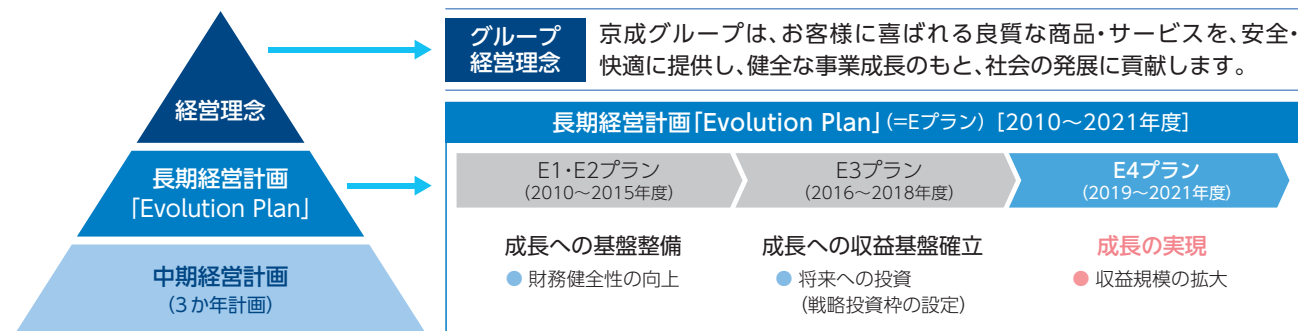 経営理念
長期経営計画
「Evolution Plan」
中期経営計画
（3か年計画）
グループ
経営理念
京成グループは、お客様に喜ばれる良質な商品・サービスを、安全・
快適に提供し、健全な事業成長のもと、社会の発展に貢献します。
長期経営計画「Evolution Plan」（=Eプラン）［2010～2021年度］
E1・E2プラン
（2010～2015年度）
成長への基盤整備
● 財務健全性の向上
E3プラン
（2016～2018年度）
成長への収益基盤確立
● 将来への投資
（戦略投資枠の設定）
E4プラン
（2019～2021年度）
成長の実現
● 収益規模の拡大